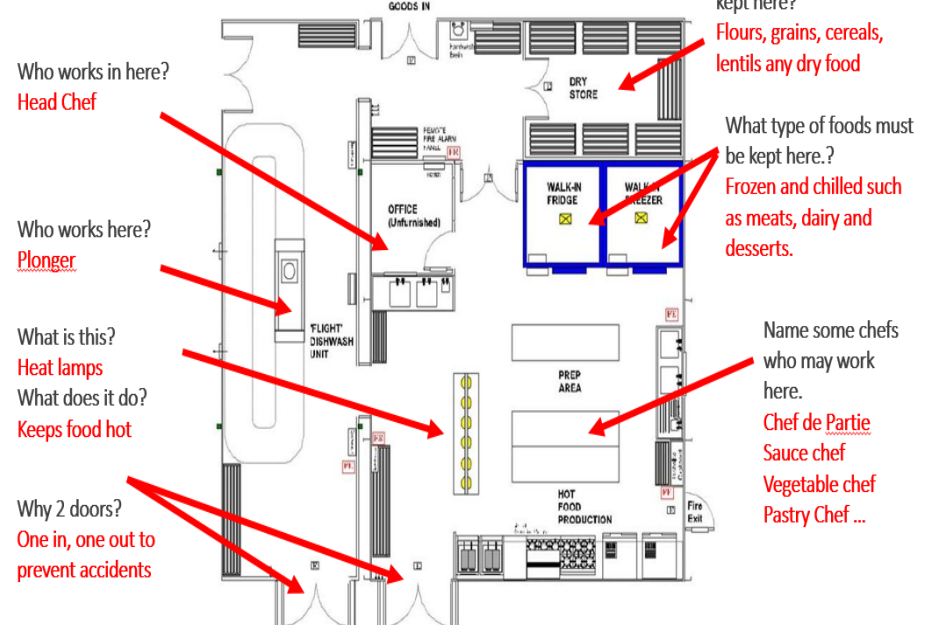 GOODS IN
kept here?
Flours, grains, cereals,
lentils any dry food
Who works in here?
Head Chef
DRY
STORE
What type of foods must
be kept here.?
Frozen and chilled such
as meats, dairy and
desserts.
REMOTE
FIRE ALARM
PANEL
WALK-IN
FRIDGE
WALK-IN
FREEZER
OFFICE
(Unfurnished)
Who works here?
Plonger
'FLIGHT'
DISHWASH
UNIT
What is this?
Heat lamps
What does it do?
Keeps food hot
PREP
AREA
Name some chefs
who may work
here.
Chef de Partie
Sauce chef
Vegetable chef
Pastry Chef ...
HOT
FOOD
PRODUCTION
Fire
Exit
Why 2 doors?
One in, one out to
prevent accidents